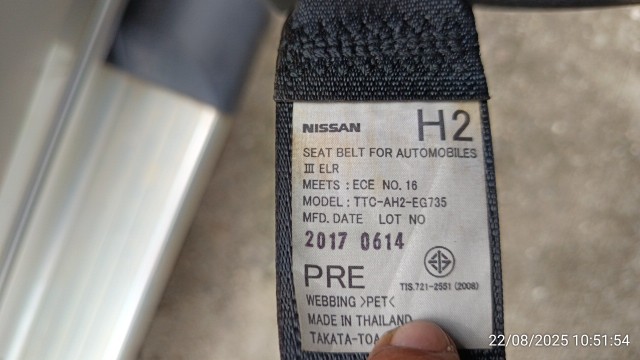 NISSAN H2
SEAT BELT FOR AUTOMOBILES
III ELR
MEETS : ECE NO. 16
MODEL : TTC-AH2-EG735
MFD. DATE LOT NO
2017 0614
PRE
TIS.721-2551 (2008)
WEBBING >PET<
MADE IN THAILAND
22/08/2025 10:51:54